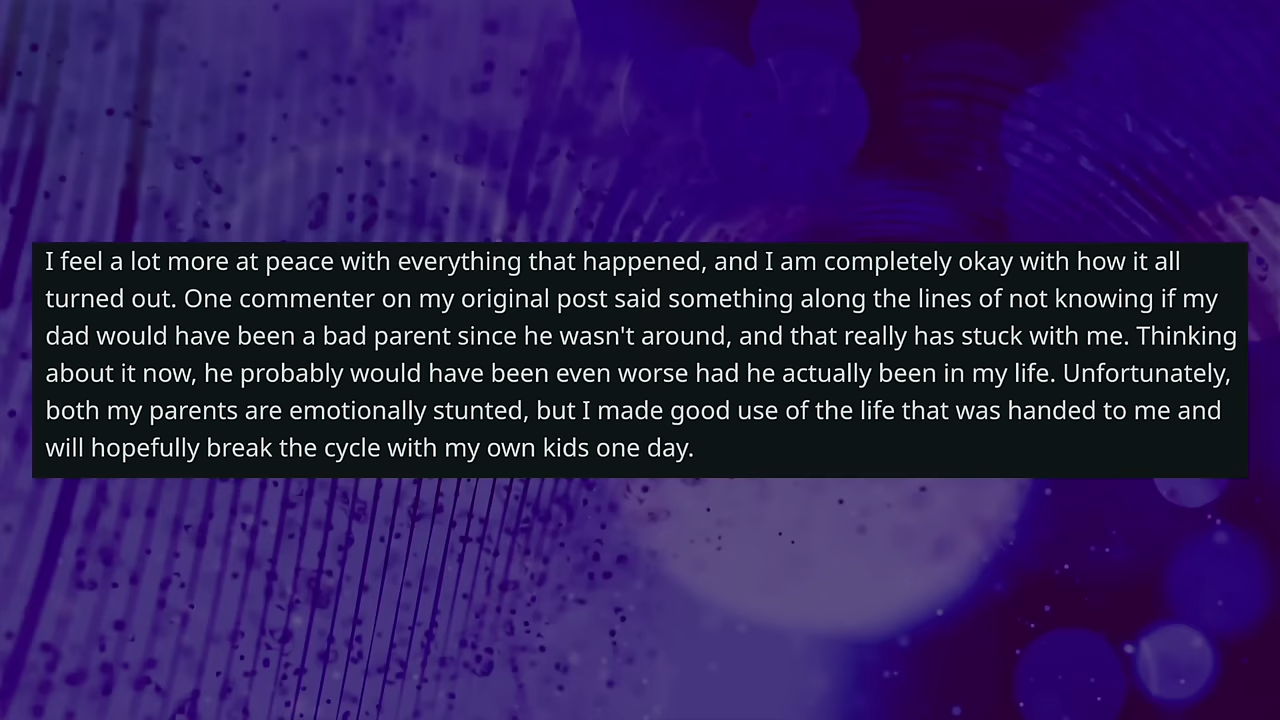 I feel a lot more at peace with everything that happened, and I am completely okay with how it all
turned out. One commenter on my original post said something along the lines of not knowing if my
dad would have been a bad parent since he wasn't around, and that really has stuck with me. Thinking
about it now, he probably would have been even worse had he actually been in my life. Unfortunately,
both my parents are emotionally stunted, but I made good use of the life that was handed to me and
will hopefully break the cycle with my own kids one day.